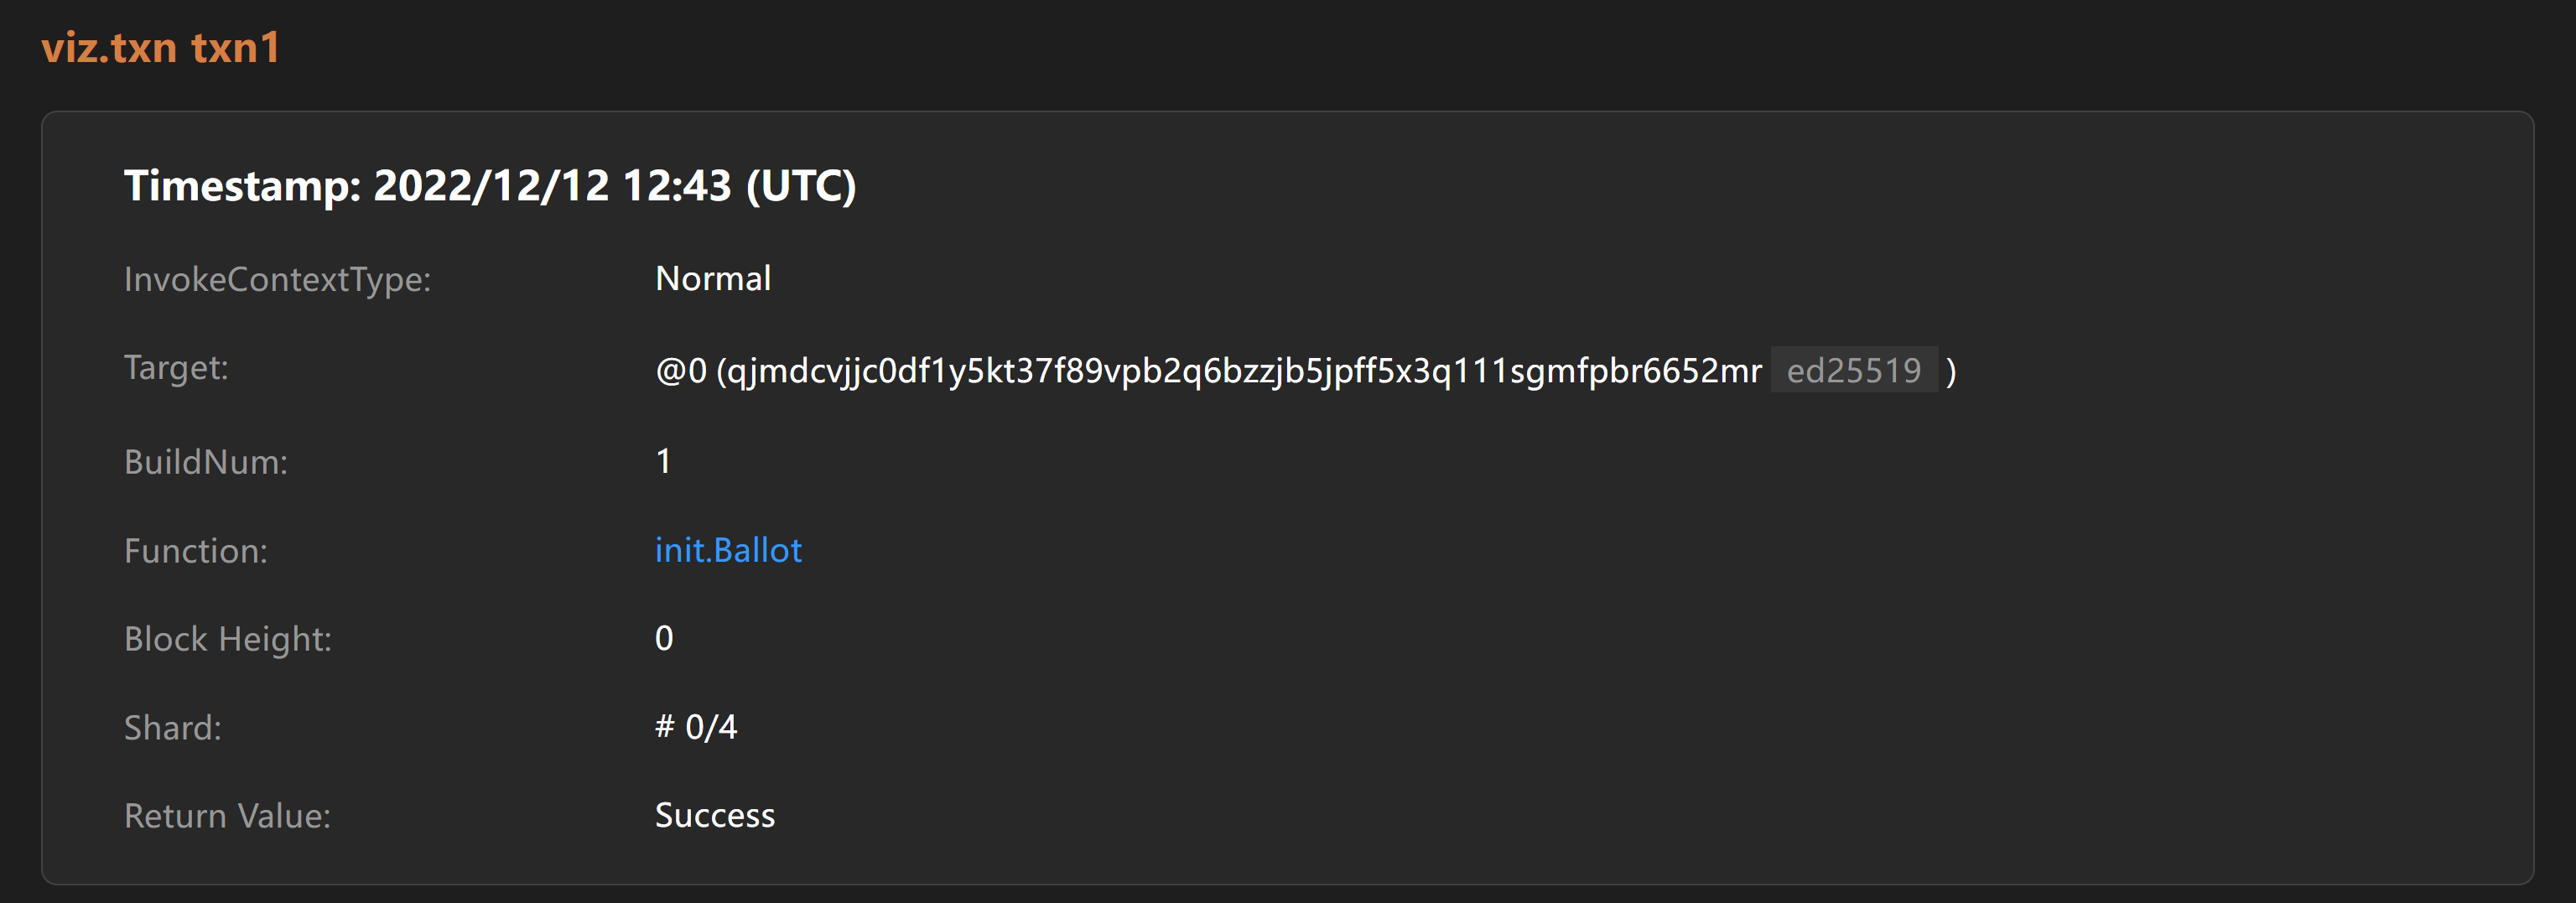 viz.txn txn1
Timestamp: 2022/12/12 12:43 (UTC)
InvokeContextType: Normal
Target: @0 (qjmdcvjjc0df1y5kt37f89vpb2q6bzzjb5jpff5x3q111sgmfpbr6652mr ed25519 )
BuildNum: 1
Function: init.Ballot
Block Height: 0
Shard: # 0/4
Return Value: Success